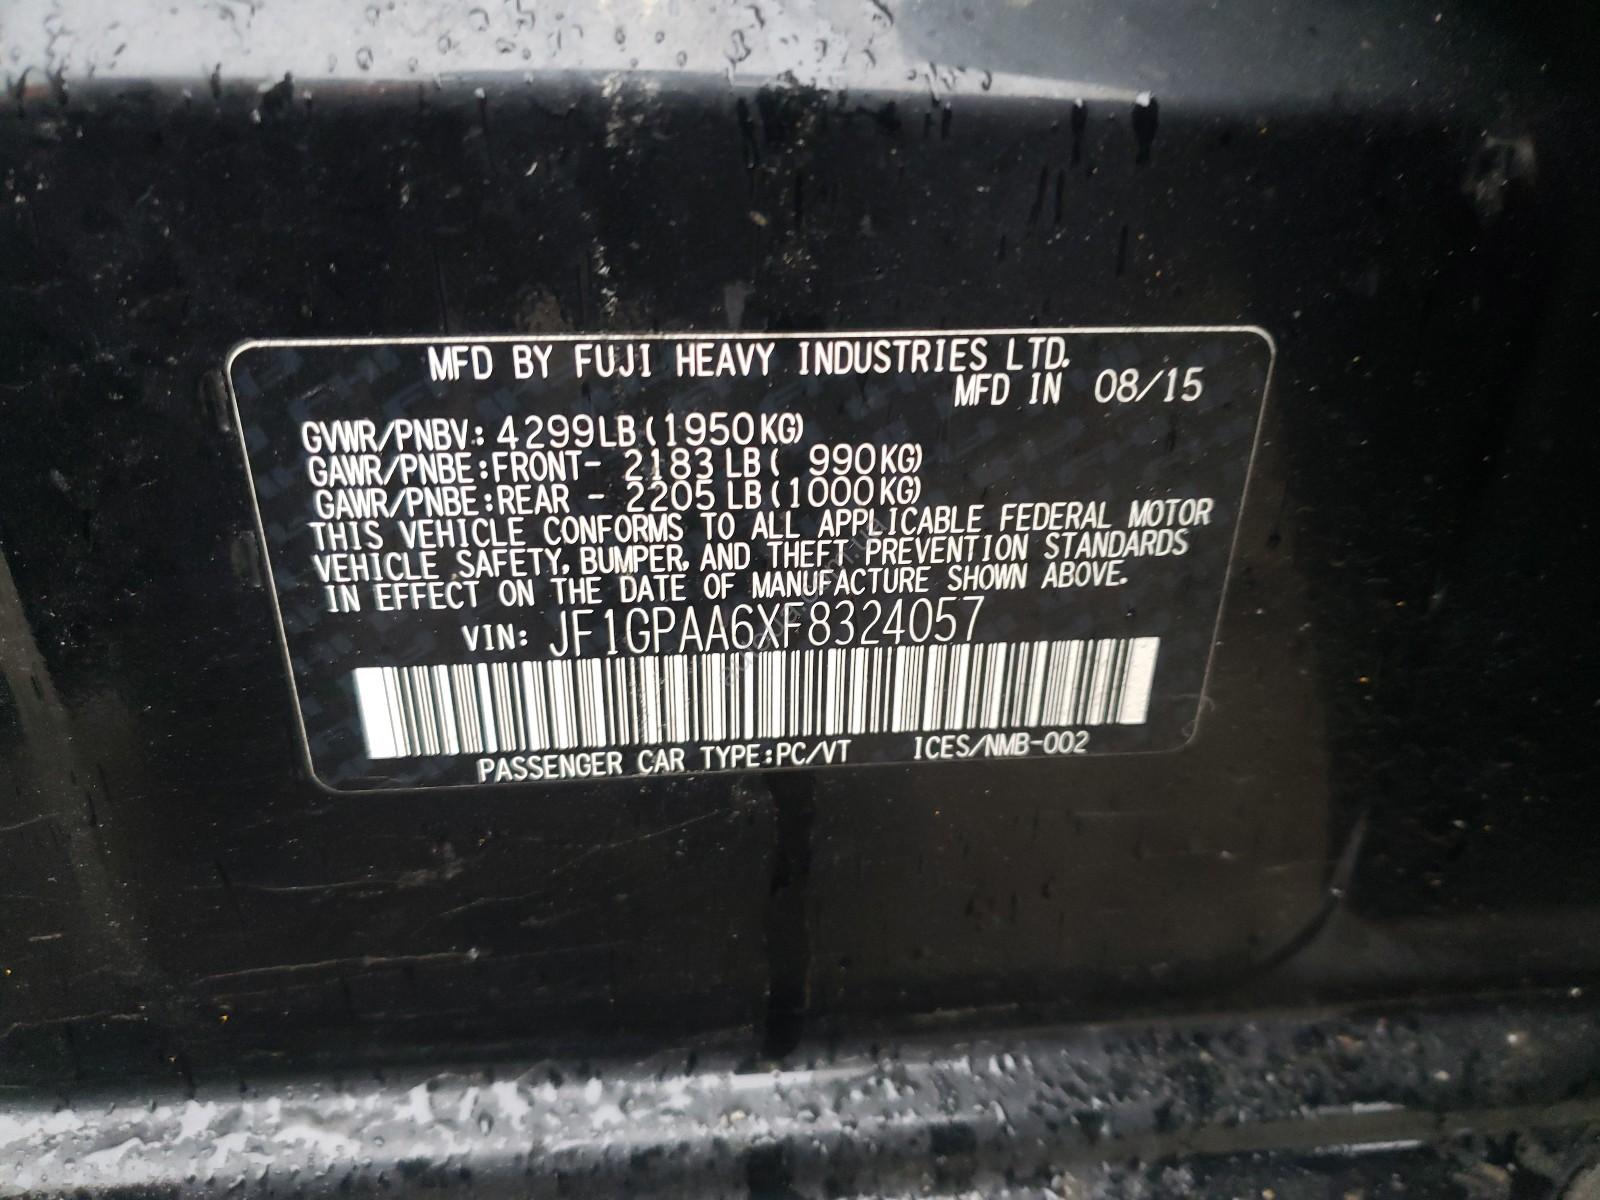 MFD BY FUJI HEAVY INDUSTRIES LTD.
MFD IN 08/15
GVWR/PNBV: 4299LB (1950KG)
GAWR/PNBE:FRONT- 2183 LB ( 990KG)
GAWR/PNBE:REAR - 2205 LB (1000KG)
THIS VEHICLE CONFORMS TO ALL APPLICABLE FEDERAL MOTOR
VEHICLE SAFETY, BUMPER, AND THEFT PREVENTION STANDARDS
IN EFFECT ON THE DATE OF MANUFACTURE SHOWN ABOVE.
VIN: JF1GPAA6XF8324057
PASSENGER CAR TYPE:PC/VT ICES/NMB-002